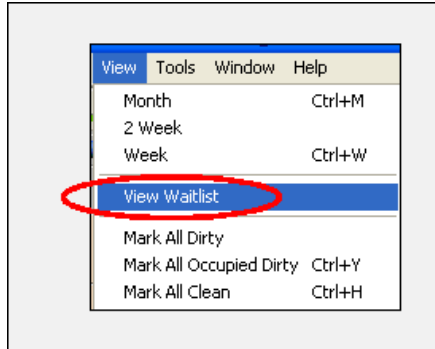 View Tools Window Help
Month Ctrl+M
2 Week
Week Ctrl+W
View Waitlist
Mark All Dirty
Mark All Occupied Dirty Ctrl+Y
Mark All Clean Ctrl+H